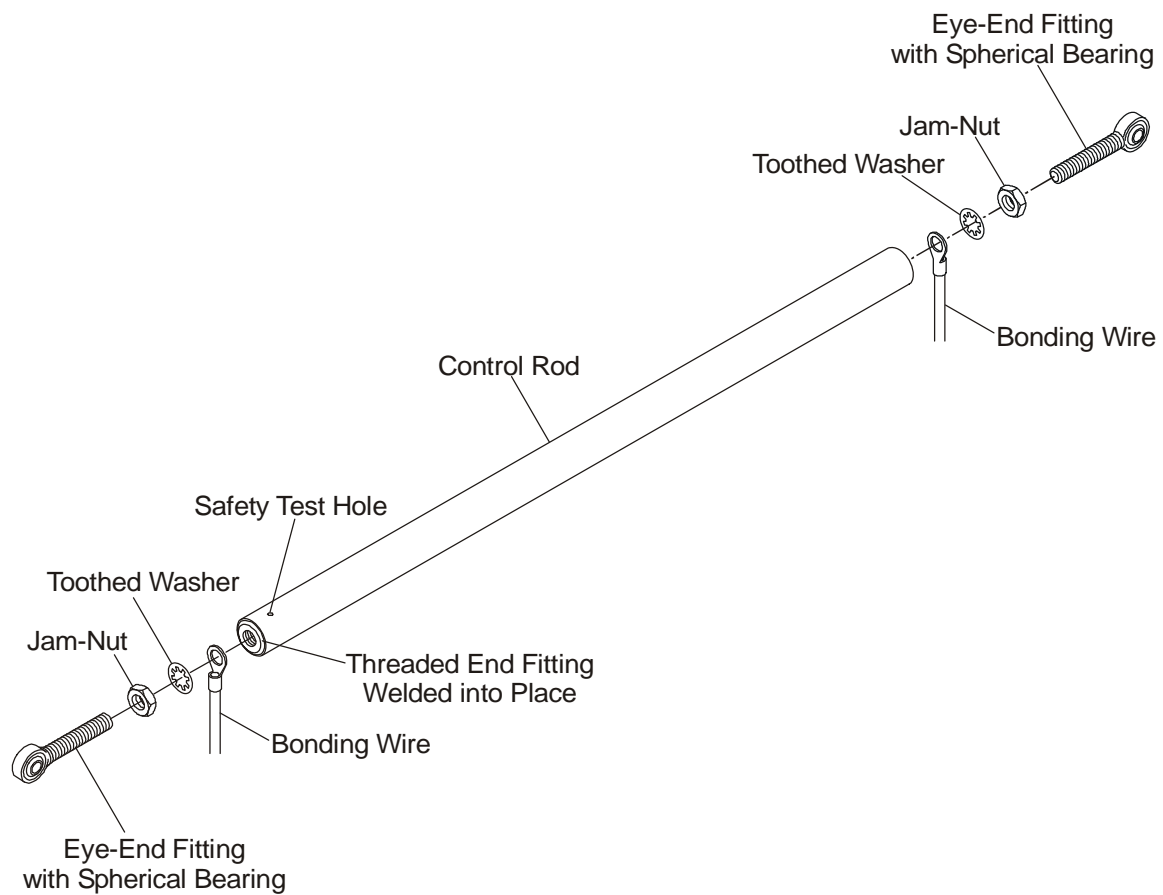 Eye-End Fitting
with Spherical Bearing
Jam-Nut
Toothed Washer
Bonding Wire
Control Rod
Safety Test Hole
Toothed Washer
Jam-Nut
Threaded End Fitting
Welded into Place
Bonding Wire
Eye-End Fitting
with Spherical Bearing